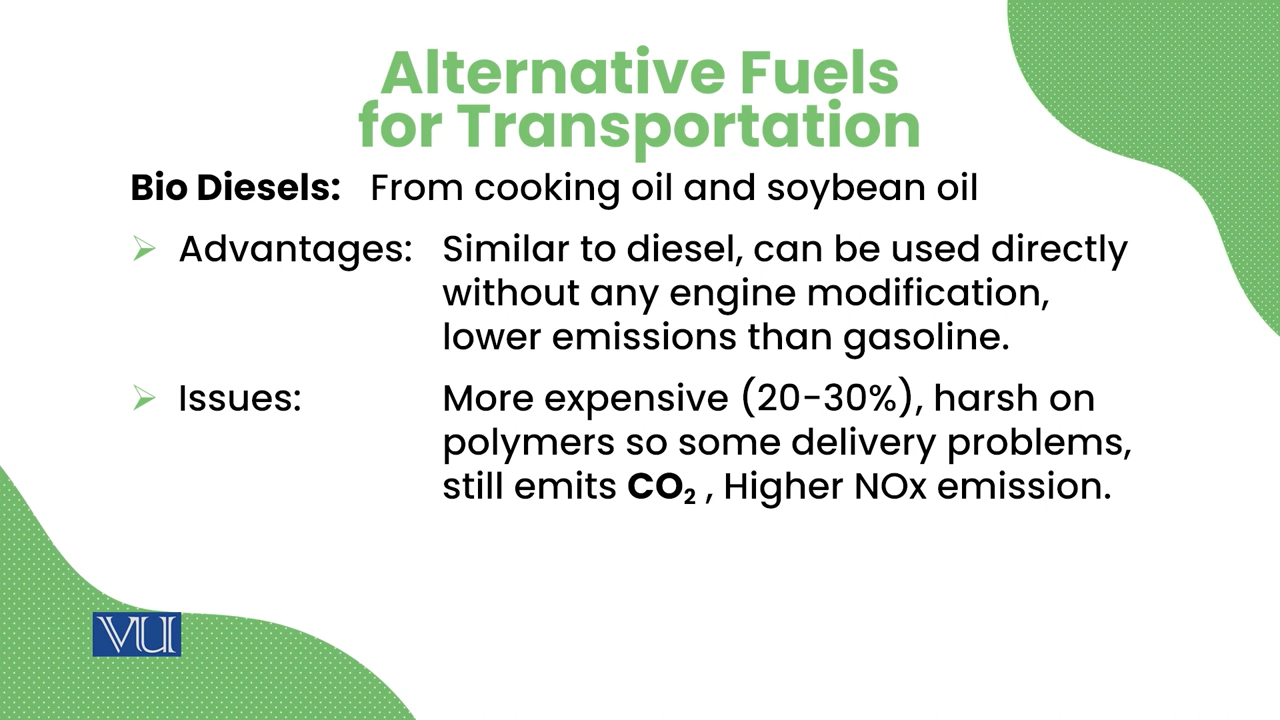 Alternative Fuels
for Transportation
Bio Diesels: From cooking oil and soybean oil
➢ Advantages: Similar to diesel, can be used directly
without any engine modification,
lower emissions than gasoline.
➢ Issues: More expensive (20-30%), harsh on
polymers so some delivery problems,
still emits CO₂ , Higher NOx emission.
VU